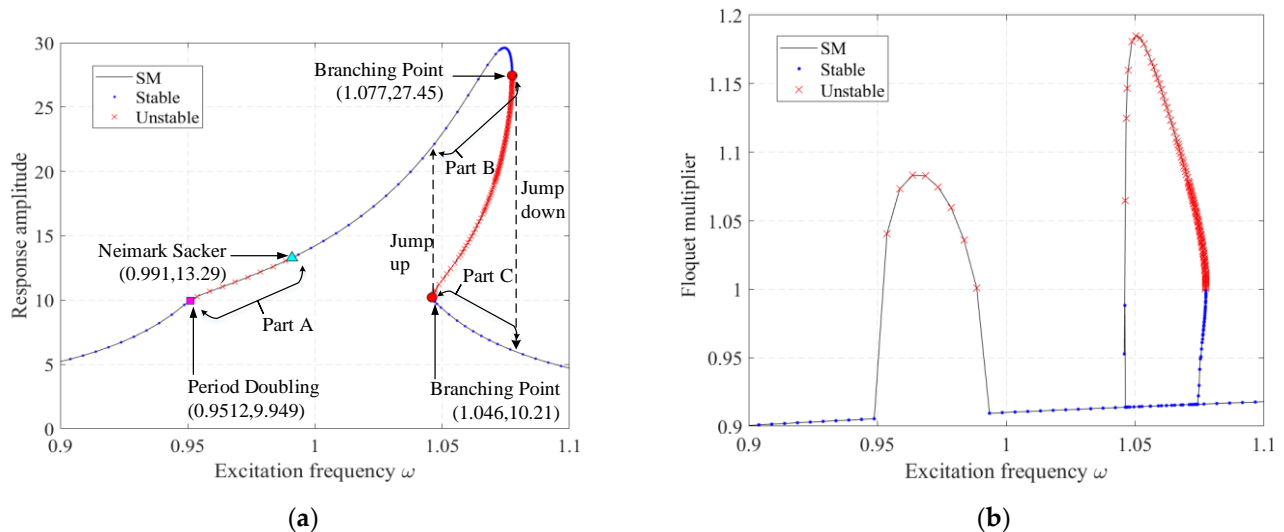 30
25
20
15
10
5
0
Response amplitude
SM
Stable
Unstable
Branching Point
(1.077,27.45)
Part B
Jump
down
Neimark Sacker
(0.991,13.29)
Jump
up
Part C
Part A
Period Doubling
(0.9512,9.949)
Branching Point
(1.046,10.21)
0.9
0.95
1
1.05
1.1
Excitation frequency ω
(a)
1.2
1.15
1.1
1.05
1
0.95
0.9
Floquet multiplier
SM
Stable
Unstable
0.9
0.95
1
1.05
1.1
Excitation frequency ω
(b)